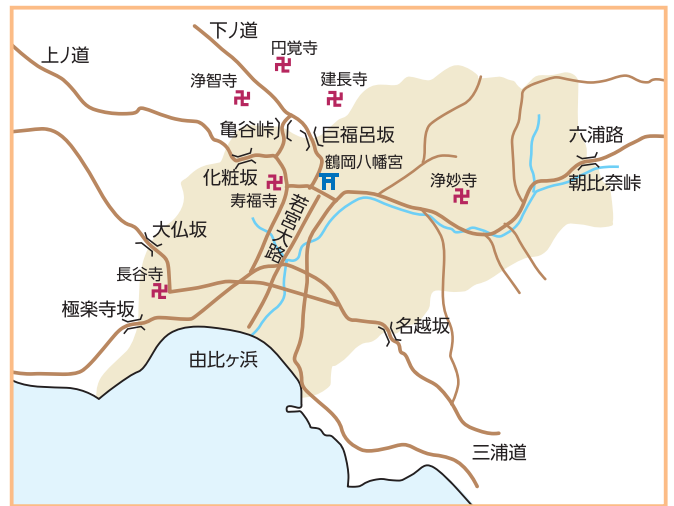 下ノ道
円覚寺
上ノ道
浄智寺
建長寺
亀谷峠
巨福呂坂
六浦路
鶴岡八幡宮
化粧坂
浄妙寺
朝比奈峠
寿福寺
若宮大路
大仏坂
長谷寺
極楽寺坂
名越坂
由比ヶ浜
三浦道